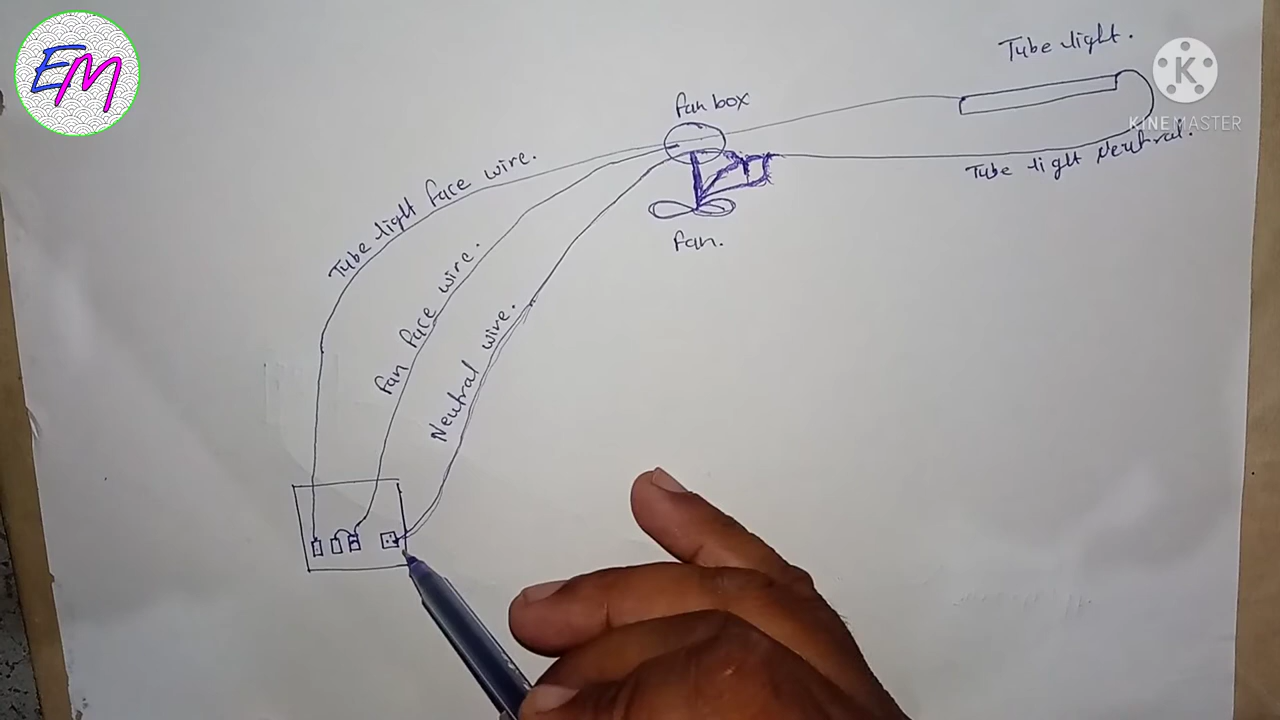 EM
Tube light.
K
KINEMASTER
fan box
Tube light Neutral.
Tube light face wire.
fan.
fan face wire.
Neutral wire.